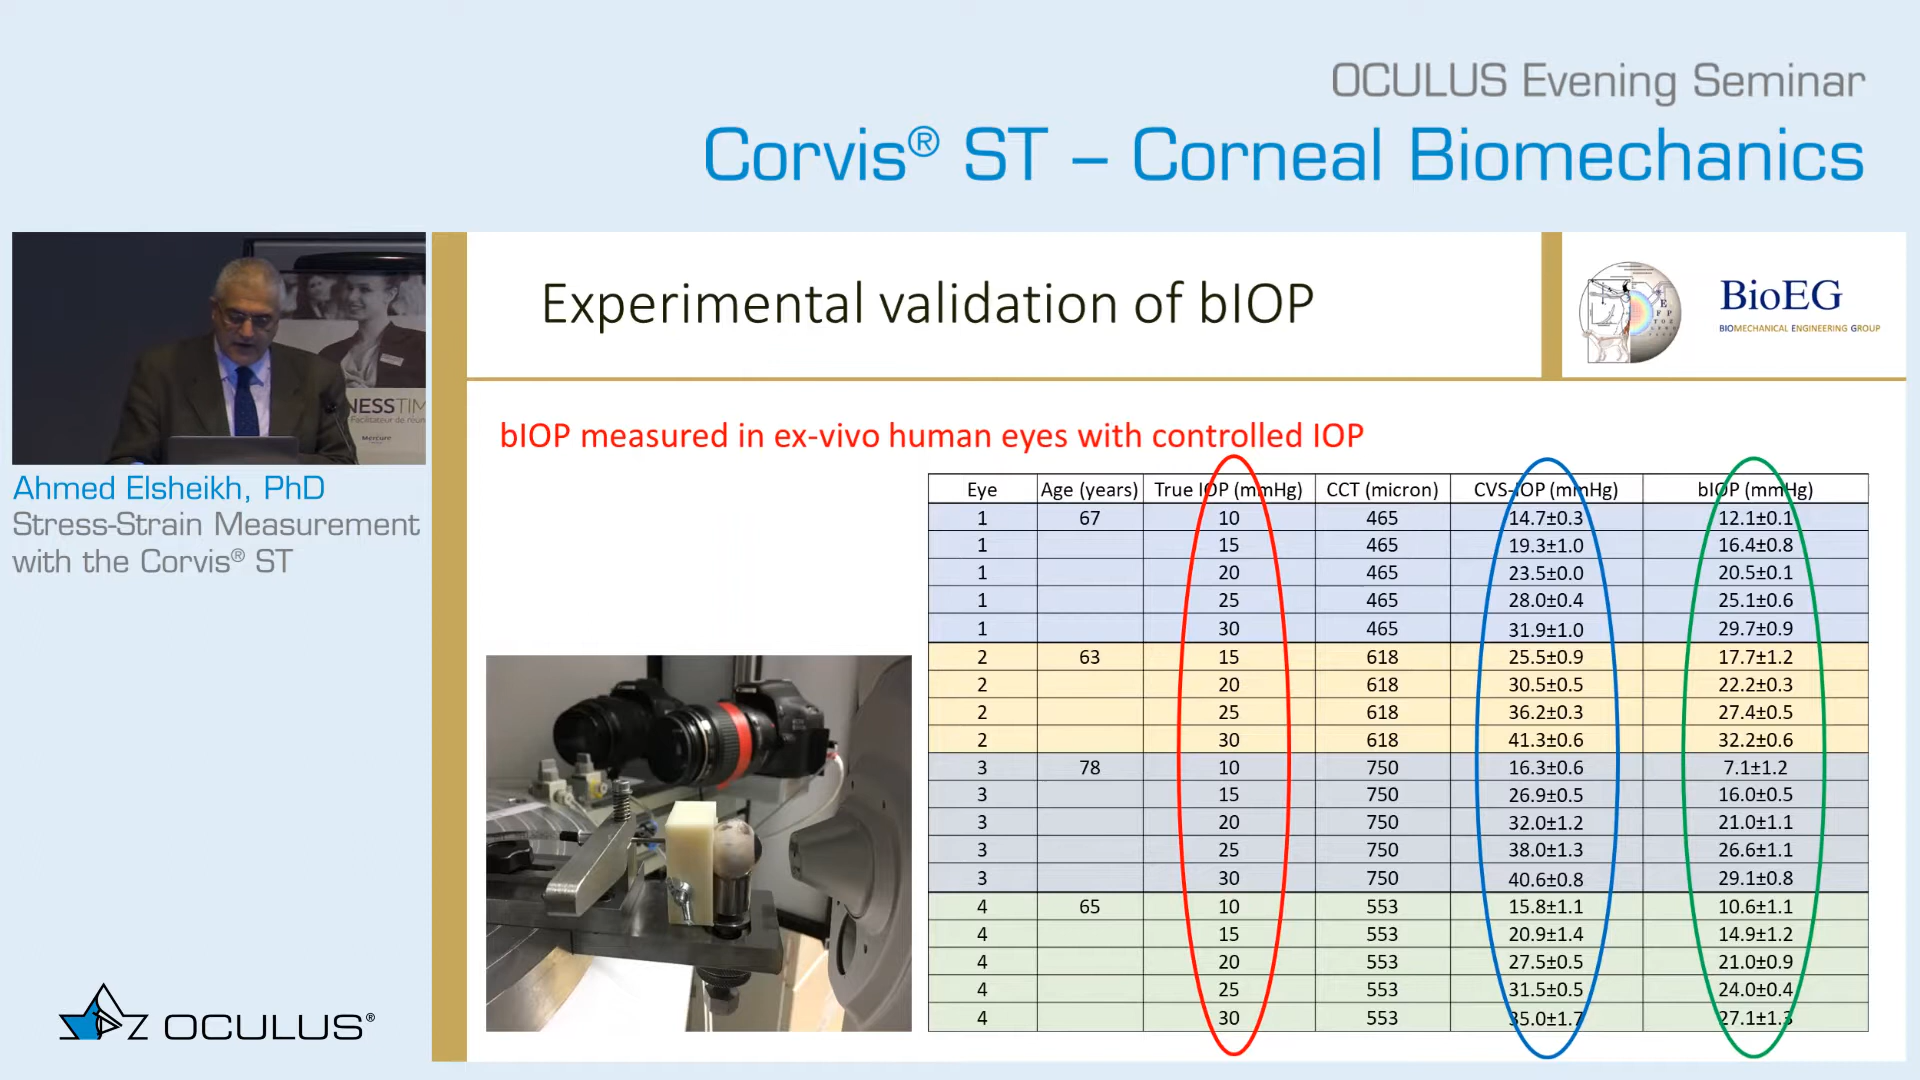 OCULUS Evening Seminar
Corvis® ST – Corneal Biomechanics
NESSTIM
Facilitateur de réun
Mercure
Ahmed Elsheikh, PhD
Stress-Strain Measurement
with the Corvis® ST
OCULUS®
Experimental validation of bIOP
BioEG
BIOMECHANICAL ENGINEERING GROUP
bIOP measured in ex-vivo human eyes with controlled IOP
Eye Age (years) True IOP (mmHg) CCT (micron) CVS-IOP (mmHg) bIOP (mmHg)
1 67 10 465 14.7±0.3 12.1±0.1
1 15 465 19.3±1.0 16.4±0.8
1 20 465 23.5±0.0 20.5±0.1
1 25 465 28.0±0.4 25.1±0.6
1 30 465 31.9±1.0 29.7±0.9
2 63 15 618 25.5±0.9 17.7±1.2
2 20 618 30.5±0.5 22.2±0.3
2 25 618 36.2±0.3 27.4±0.5
2 30 618 41.3±0.6 32.2±0.6
3 78 10 750 16.3±0.6 7.1±1.2
3 15 750 26.9±0.5 16.0±0.5
3 20 750 32.0±1.2 21.0±1.1
3 25 750 38.0±1.3 26.6±1.1
3 30 750 40.6±0.8 29.1±0.8
4 65 10 553 15.8±1.1 10.6±1.1
4 15 553 20.9±1.4 14.9±1.2
4 20 553 27.5±0.5 21.0±0.9
4 25 553 31.5±0.5 24.0±0.4
4 30 553 35.0±1.7 27.1±1.3